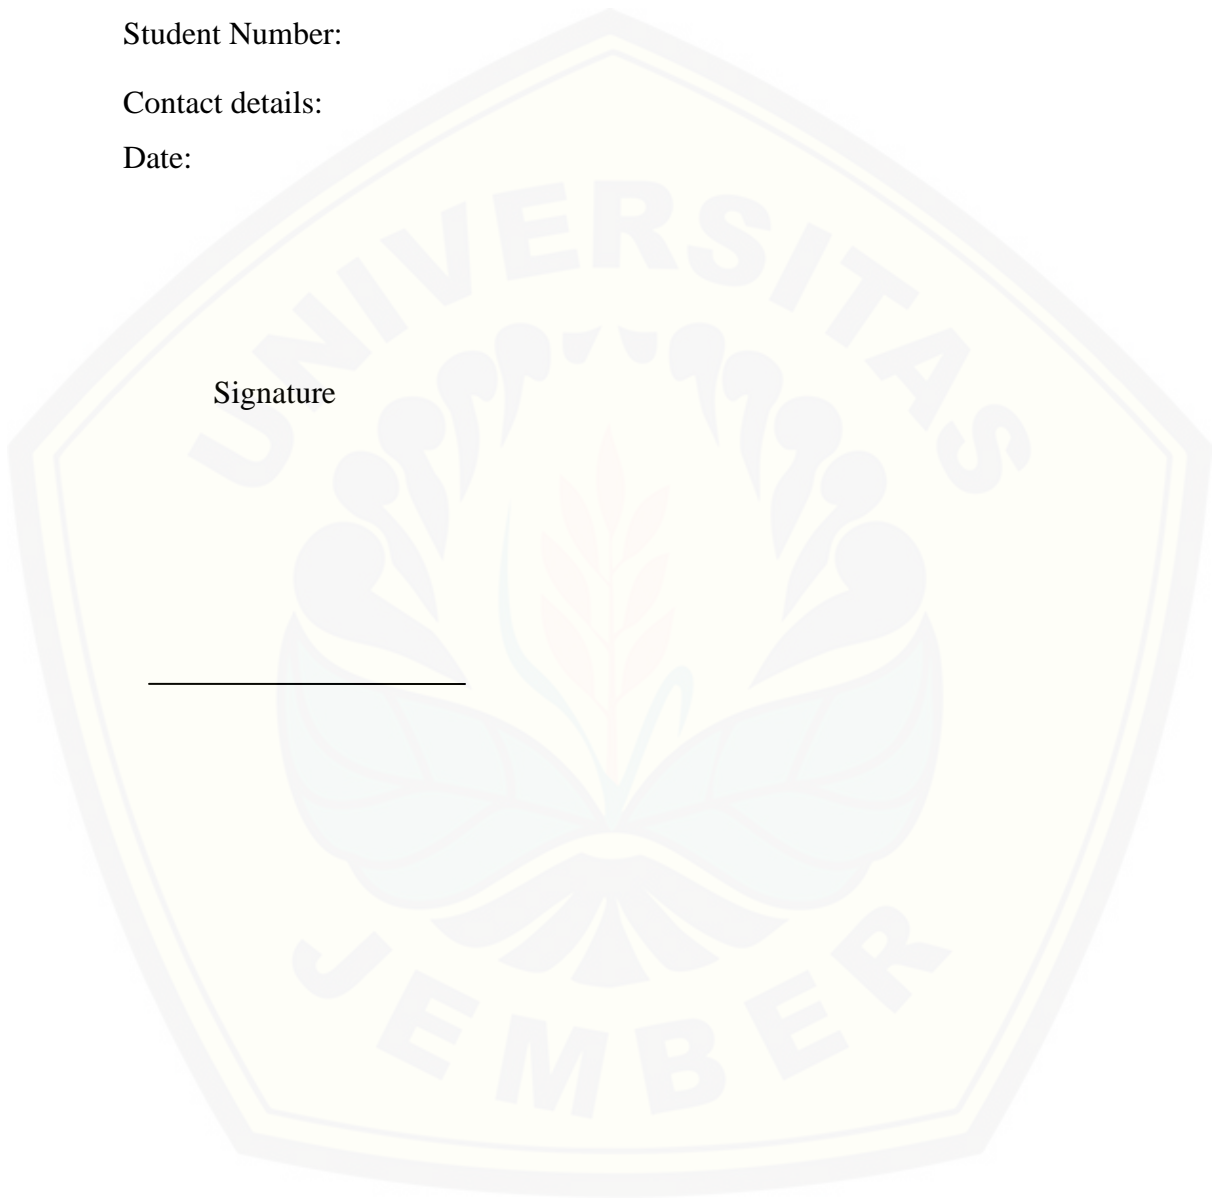 Student Number:
Contact details:
Date:
Signature
UNIVERSITAS
JEMBER